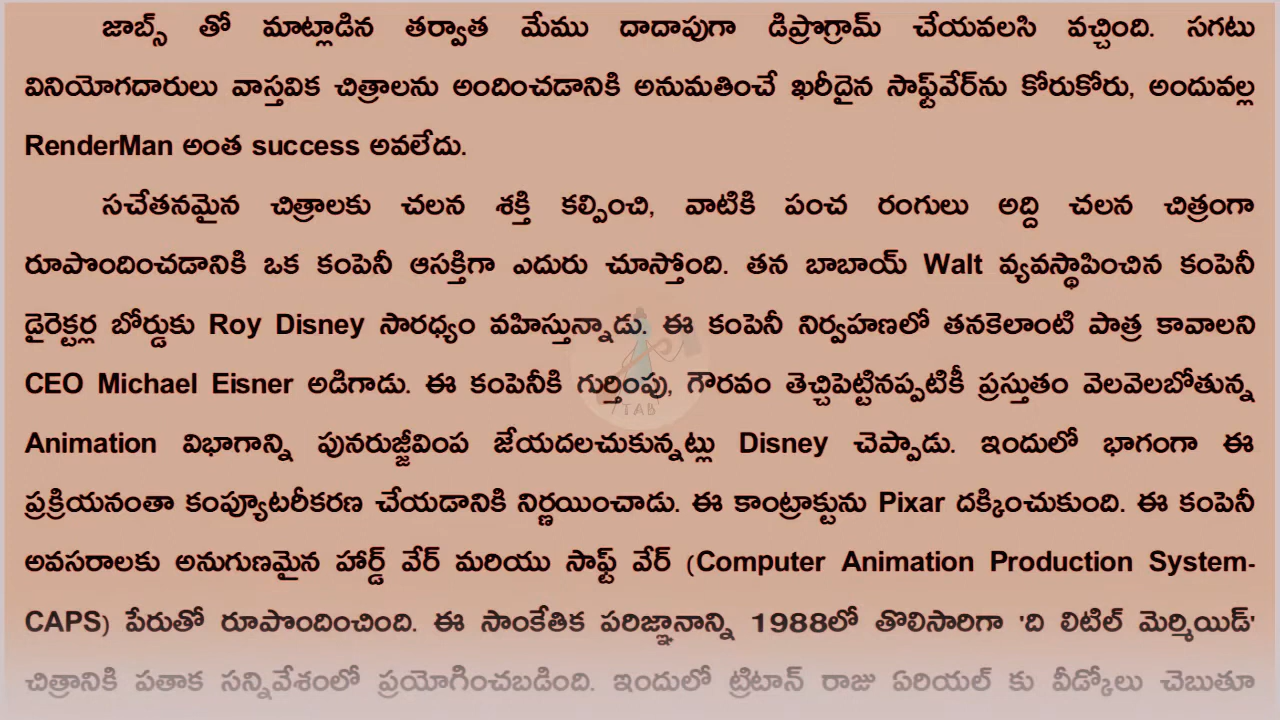 జాబ్స్ తో మాట్లాడిన తర్వాత మేము దాదాపుగా డిప్రొగ్రామ్ చేయవలసి వచ్చింది. సగటు
వినియోగదారులు వాస్తవిక చిత్రాలను అందించడానికి అనుమతించే ఖరీదైన సాఫ్ట్‌వేర్‌ను కోరుకోరు, అందువల్ల
RenderMan అంత success అవలేదు.
సచేతనమైన చిత్రాలకు చలన శక్తి కల్పించి, వాటికి పంచ రంగులు అద్ది చలన చిత్రంగా
రూపొందించడానికి ఒక కంపెనీ ఆసక్తిగా ఎదురు చూస్తోంది. తన బాబాయ్ Walt వ్యవస్థాపించిన కంపెనీ
డైరెక్టర్ల బోర్డుకు Roy Disney సారధ్యం వహిస్తున్నాడు. ఈ కంపెనీ నిర్వహణలో తనకెలాంటి పాత్ర కావాలని
CEO Michael Eisner అడిగాడు. ఈ కంపెనీకి గుర్తింపు, గౌరవం తెచ్చిపెట్టినప్పటికీ ప్రస్తుతం వెలవెలబోతున్న
Animation విభాగాన్ని పునరుజ్జీవింప జేయదలచుకున్నట్లు Disney చెప్పాడు. ఇందులో భాగంగా ఈ
ప్రక్రియనంతా కంప్యూటరీకరణ చేయడానికి నిర్ణయించాడు. ఈ కాంట్రాక్టును Pixar దక్కించుకుంది. ఈ కంపెనీ
అవసరాలకు అనుగుణమైన హార్డ్ వేర్ మరియు సాఫ్ట్ వేర్ (Computer Animation Production System-
CAPS) పేరుతో రూపొందించింది. ఈ సాంకేతిక పరిజ్ఞానాన్ని 1988లో తొలిసారిగా 'ది లిటిల్ మెర్మెయిడ్'
చిత్రానికి పతాక సన్నివేశంలో ప్రయోగించబడింది. ఇందులో ట్రిటాన్ రాజు ఏరియల్ కు వీడ్కోలు చెబుతూ